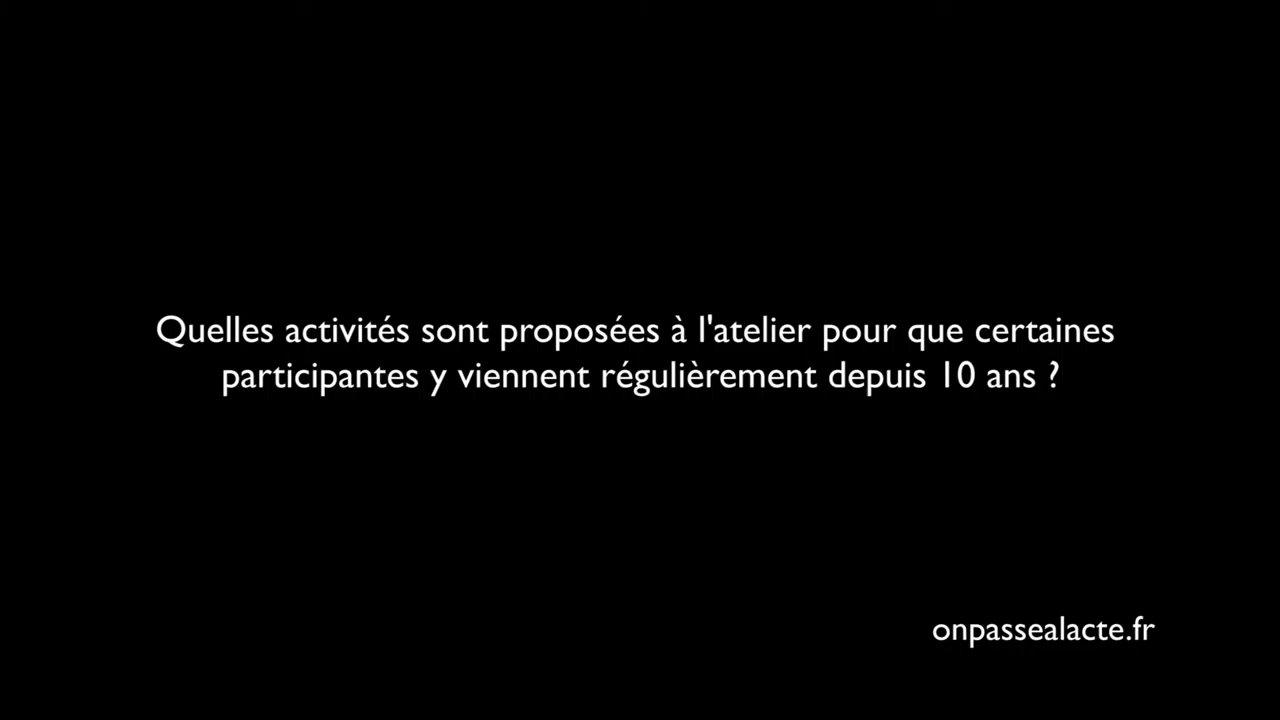 Quelles activités sont proposées à l'atelier pour que certaines
participantes y viennent régulièrement depuis 10 ans ?
onpassealacte.fr